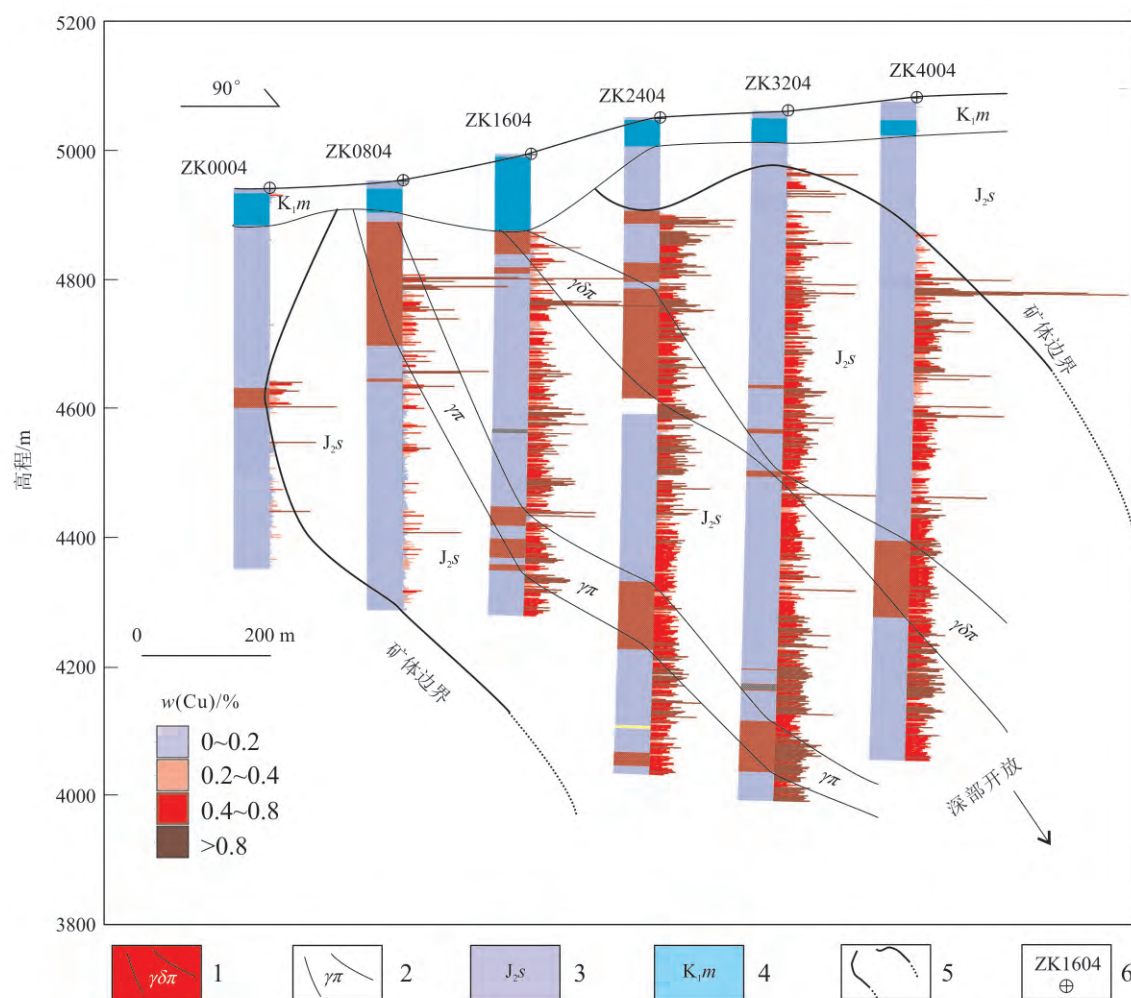 5200
5000
4800
4600
4400
4200
4000
3800
高程/m
90°
ZK0004
ZK0804
ZK1604
ZK2404
ZK3204
ZK4004
K₁m
K₁m
J₂s
J₂s
J₂s
J₂s
J₂s
γδπ
γπ
γπ
γδπ
γπ
矿体边界
矿体边界
深部开放
0 200 m
w(Cu)/%
0~0.2
0.2~0.4
0.4~0.8
>0.8
γδπ 1 γπ 2 J₂s 3 K₁m 4 5 ZK1604 6